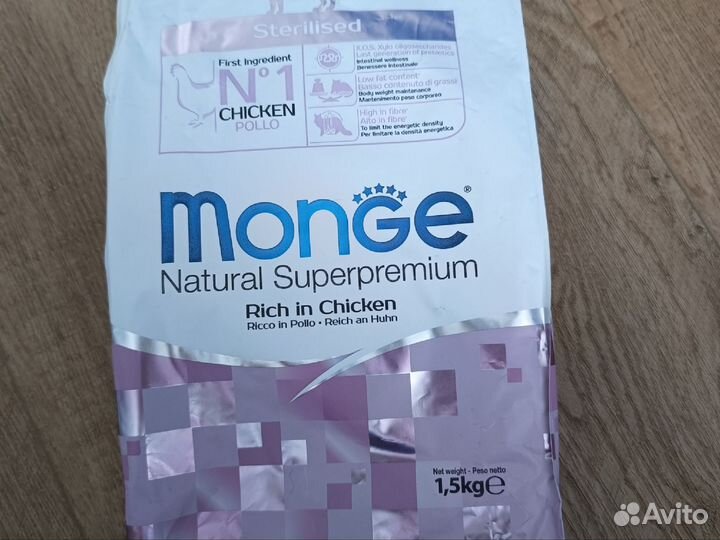 Sterilised
First Ingredient
N°1
CHICKEN
POLLO
X.O.S. Xylo oligosaccharides
Last generation of prebiotics
Intestinal wellness
Benessere intestinale
Low fat content
Basso contenuto di grassi
Body weight maintenance
Mantenimento peso corporeo
High in fibre
Alto in fibre
To limit the energetic density
Per limitare la densità energetica
monGe®
Natural Superpremium
Rich in Chicken
Ricco in Pollo • Reich an Huhn
Net weight - Peso netto
1,5kg℮
Avito